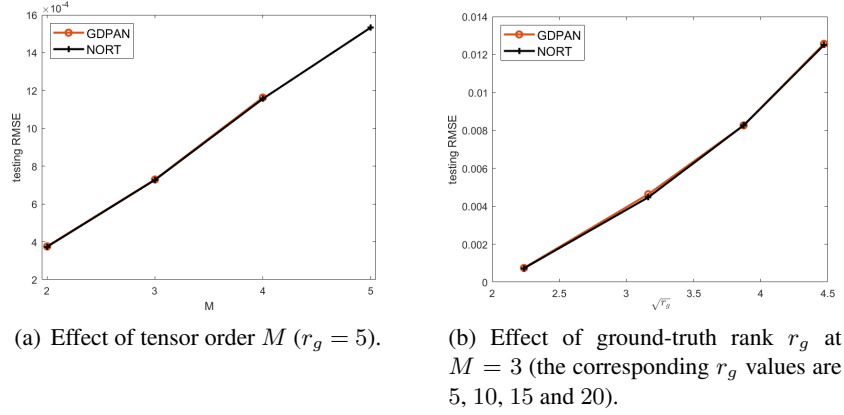 16 ×10⁻⁴
14
12
10
8
6
4
2
2 3 4 5
testing RMSE
M
GDPAN
NORT
(a) Effect of tensor order M (r_g = 5).
0.014
0.012
0.01
0.008
0.006
0.004
0.002
0
2 2.5 3 3.5 4 4.5
testing RMSE
√r_g
GDPAN
NORT
(b) Effect of ground-truth rank r_g at
M = 3 (the corresponding r_g values are
5, 10, 15 and 20).